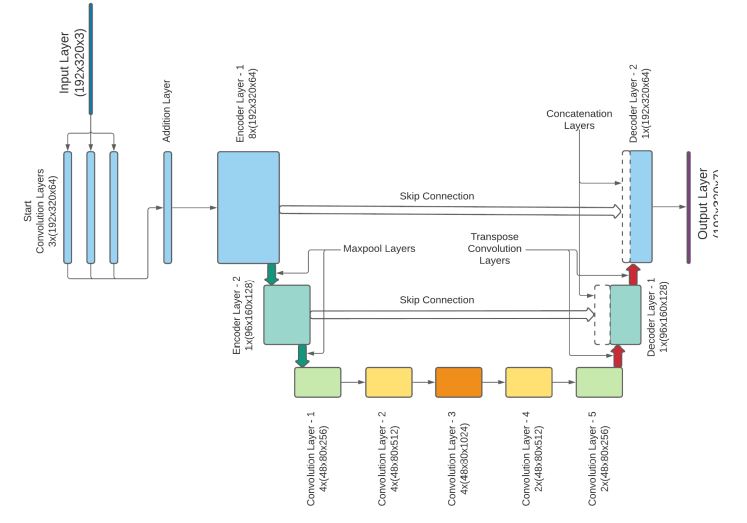 Input Layer
(192x320x3)
Start
Convolution Layers
3x(192x320x64)
Addition Layer
Encoder Layer - 1
8x(192x320x64)
Skip Connection
Concatenation
Layers
Decoder Layer - 2
1x(192x320x64)
Output Layer
Maxpool Layers
Transpose
Convolution
Layers
Encoder Layer - 2
1x(96x160x128)
Skip Connection
Decoder Layer - 1
1x(96x160x128)
Convolution Layer - 1
4x(48x80x256)
Convolution Layer - 2
4x(48x80x512)
Convolution Layer - 3
Convolution Layer - 4
2x(48x80x512)
Convolution Layer - 5
2x(48x80x256)